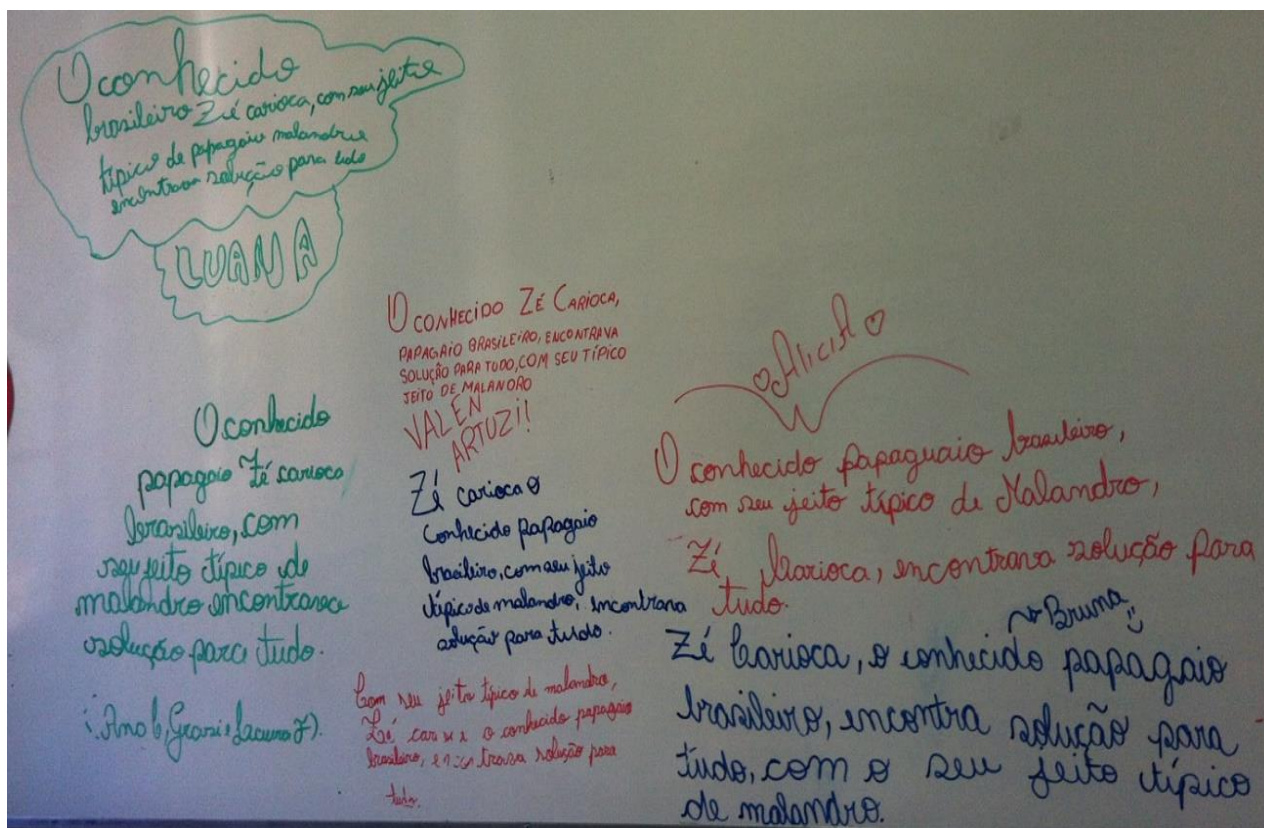 O conhecido
brasileiro Zé carioca, com seu jeito
típico de papagaio malandro
encontrava solução para tudo
LUANA
O CONHECIDO ZÉ CARIOCA,
PAPAGAIO BRASILEIRO, ENCONTRAVA
SOLUÇÃO PARA TUDO, COM SEU TÍPICO
JEITO DE MALANDRO
VALEN
ARTUZI!!
O conhecido
papagaio Zé carioca
brasileiro, com
seu jeito típico de
malandro encontrava
solução para tudo.
Zé carioca o
conhecido papagaio
brasileiro, com seu jeito
típico de malandro, encontrava
solução para tudo.
Com seu jeito típico de malandro,
Zé o conhecido papagaio
brasileiro, encontrava solução para
tudo.
Alicia
O conhecido papaguaio brasileiro,
com seu jeito típico de Malandro,
Zé Carioca, encontrava solução para
tudo.
Bruna
Zé Carioca, o conhecido papagaio
brasileiro, encontra solução para
tudo, com o seu jeito típico
de malandro.